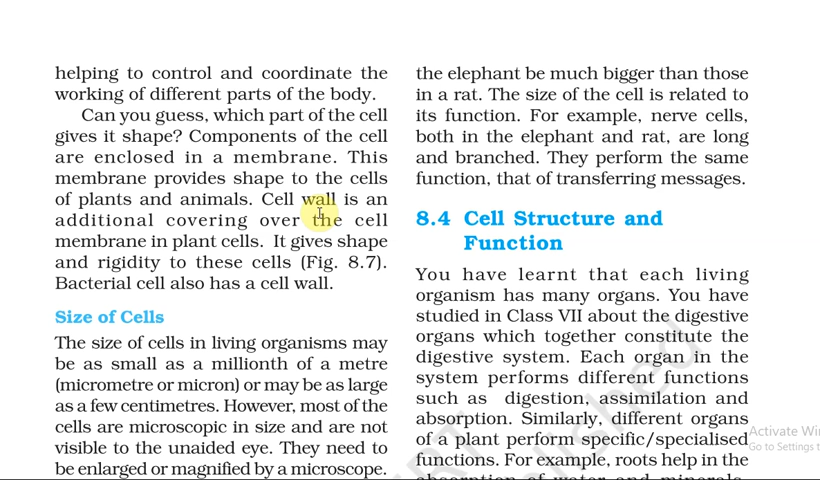 helping to control and coordinate the
working of different parts of the body.
Can you guess, which part of the cell
gives it shape? Components of the cell
are enclosed in a membrane. This
membrane provides shape to the cells
of plants and animals. Cell wall is an
additional covering over the cell
membrane in plant cells. It gives shape
and rigidity to these cells (Fig. 8.7).
Bacterial cell also has a cell wall.
Size of Cells
The size of cells in living organisms may
be as small as a millionth of a metre
(micrometre or micron) or may be as large
as a few centimetres. However, most of the
cells are microscopic in size and are not
visible to the unaided eye. They need to
be enlarged or magnified by a microscope.
the elephant be much bigger than those
in a rat. The size of the cell is related to
its function. For example, nerve cells,
both in the elephant and rat, are long
and branched. They perform the same
function, that of transferring messages.
8.4 Cell Structure and
Function
You have learnt that each living
organism has many organs. You have
studied in Class VII about the digestive
organs which together constitute the
digestive system. Each organ in the
system performs different functions
such as digestion, assimilation and
absorption. Similarly, different organs
of a plant perform specific/specialised
functions. For example, roots help in the
absorption of water and minerals.
Activate Win
Go to Settings t